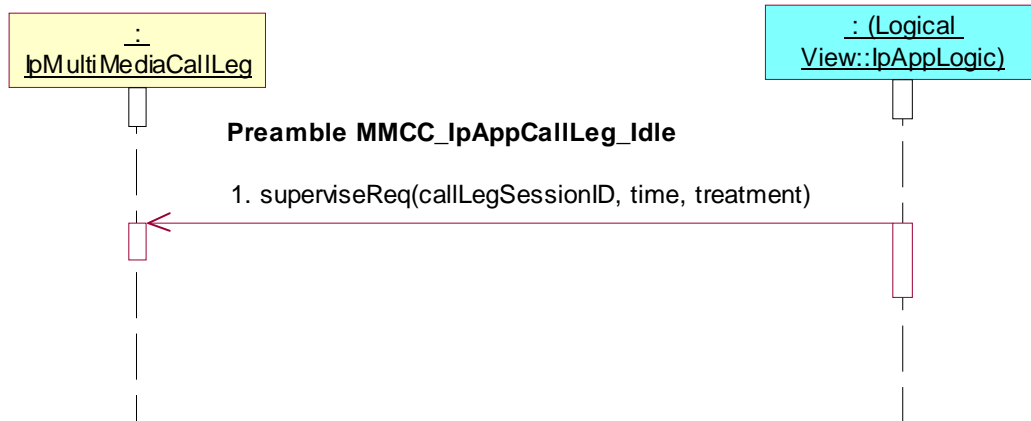 :
IpMultiMediaCallLeg
: (Logical
View::IpAppLogic)
Preamble MMCC_IpAppCallLeg_Idle
1. superviseReq(callLegSessionID, time, treatment)